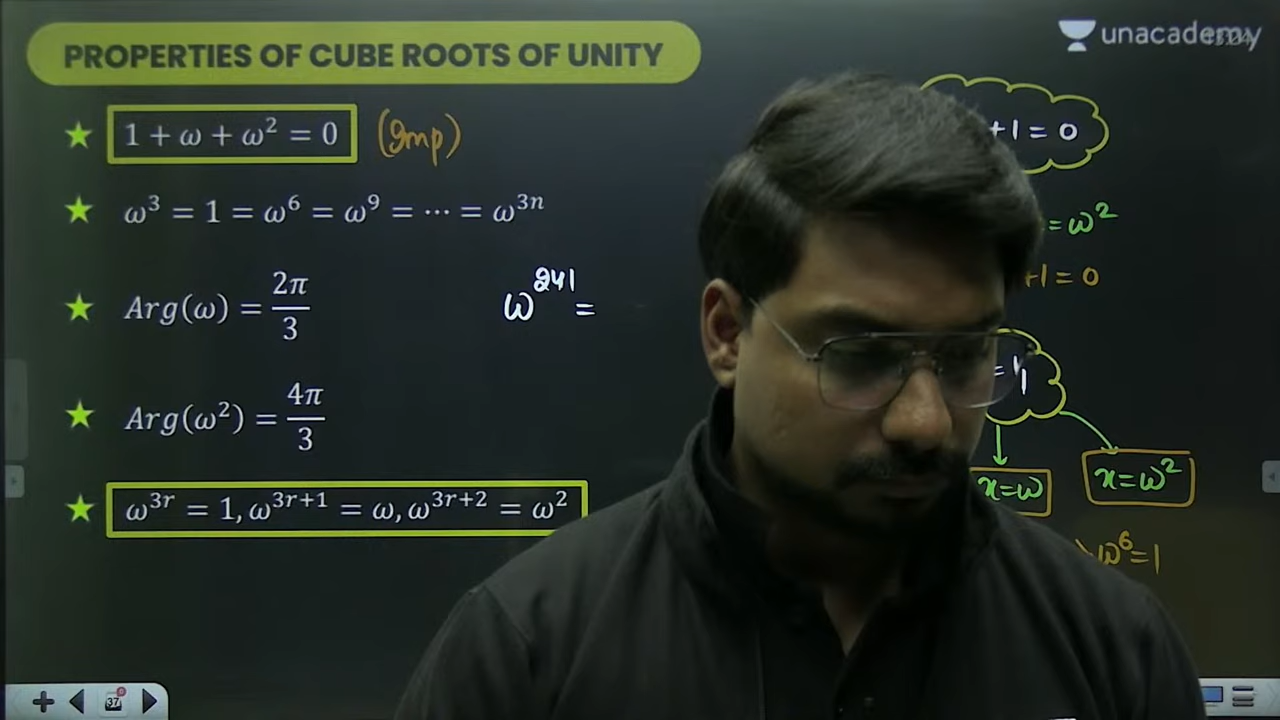 PROPERTIES OF CUBE ROOTS OF UNITY
unacademy
★ 1 + ω + ω² = 0 (Imp)
★ ω³ = 1 = ω⁶ = ω⁹ = ⋯ = ω³ⁿ
★ Arg(ω) = 2π/3
ω²⁴¹ =
★ Arg(ω²) = 4π/3
★ ω³ʳ = 1, ω³ʳ⁺¹ = ω, ω³ʳ⁺² = ω²
+1 = 0
= ω²
+1 = 0
x=ω
x=ω²
ω⁶=1
37